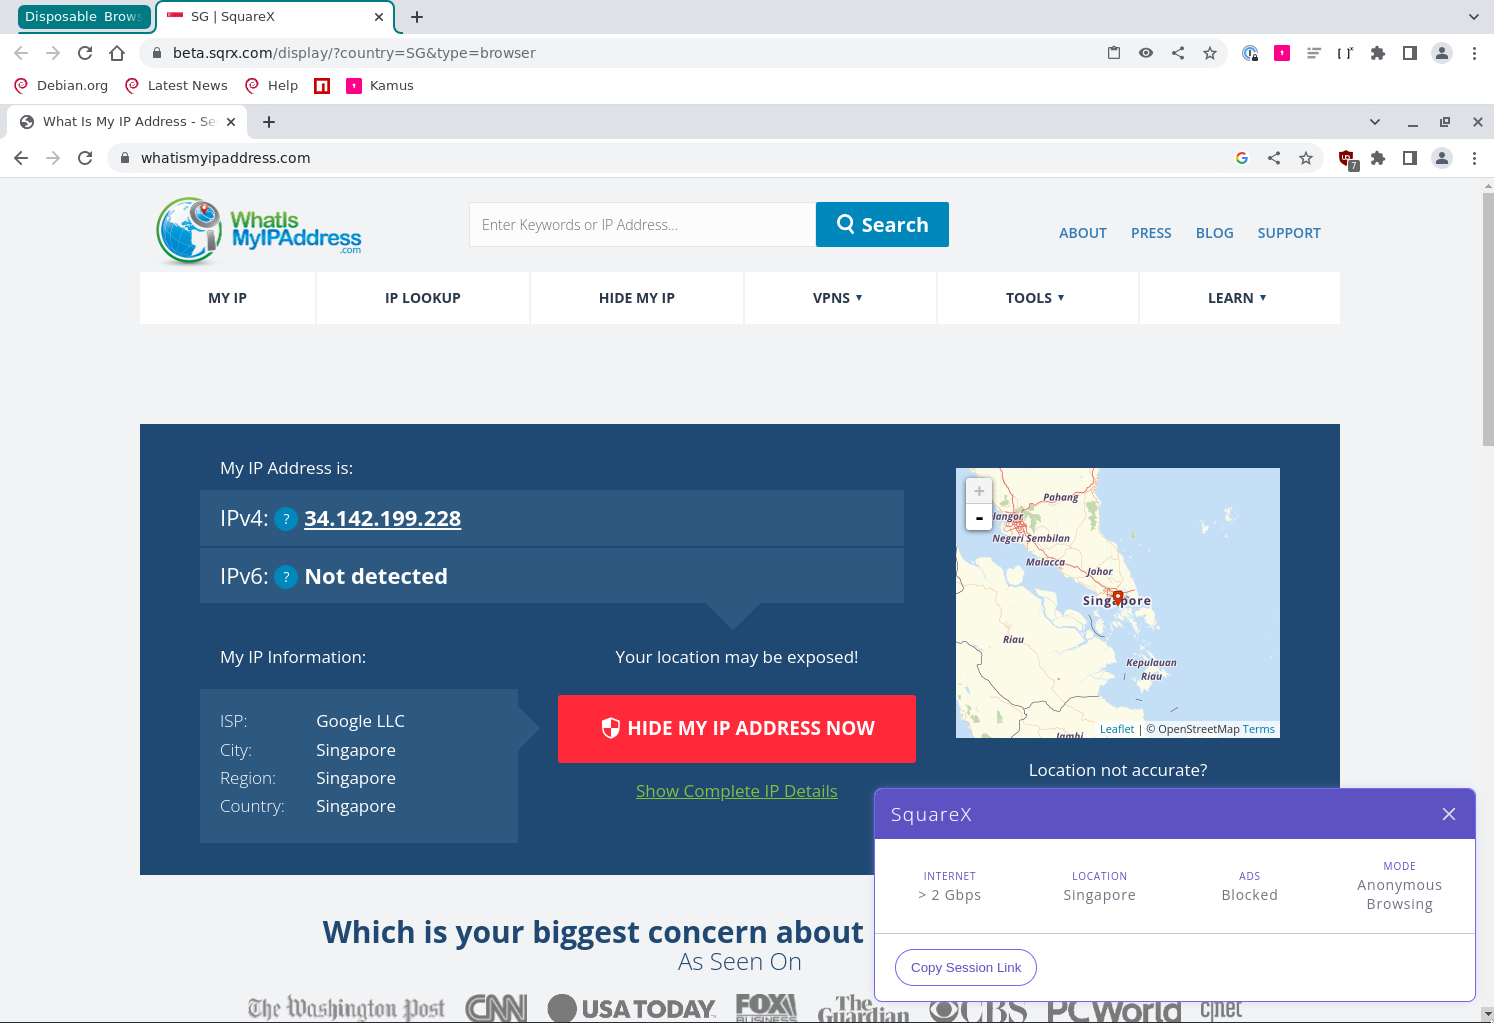 Disposable Brows
SG | SquareX
beta.sqrx.com/display/?country=SG&type=browser
Debian.org
Latest News
Help
Kamus
What Is My IP Address - Se
whatismyipaddress.com
7
WhatIs
MyIPAddress
.com
Enter Keywords or IP Address...
Search
ABOUT
PRESS
BLOG
SUPPORT
MY IP
IP LOOKUP
HIDE MY IP
VPNS ▼
TOOLS ▼
LEARN ▼
My IP Address is:
IPv4: ? 34.142.199.228
IPv6: ? Not detected
My IP Information:
ISP: Google LLC
City: Singapore
Region: Singapore
Country: Singapore
Your location may be exposed!
HIDE MY IP ADDRESS NOW
Show Complete IP Details
+
-
Pahang
langor
Negeri Sembilan
Malacca
Johor
Singapore
Riau
Kepulauan
Riau
Jambi
Leaflet | © OpenStreetMap Terms
Location not accurate?
SquareX
INTERNET
> 2 Gbps
LOCATION
Singapore
ADS
Blocked
MODE
Anonymous
Browsing
Copy Session Link
Which is your biggest concern about
As Seen On
The Washington Post
CNN
USA TODAY
FOX
BUSINESS
The
Guardian
CBS
PCWorld
c|net